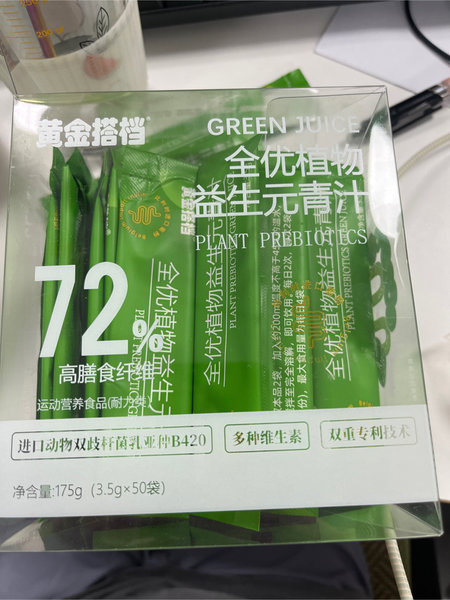 黄金搭档
GREEN JUICE
全优植物
益生元青汁
PLANT PREBIOTICS
72%
高膳食纤维
运动营养食品(耐力类)
进口动物双歧杆菌乳亚种B420
多种维生素
双重专利技术
净含量:175g (3.5g×50袋)
全优植物益生元
全优植物益生元
PLANT PREBIOTICS
全优植物益生元青汁
PLANT PREBIOTICS